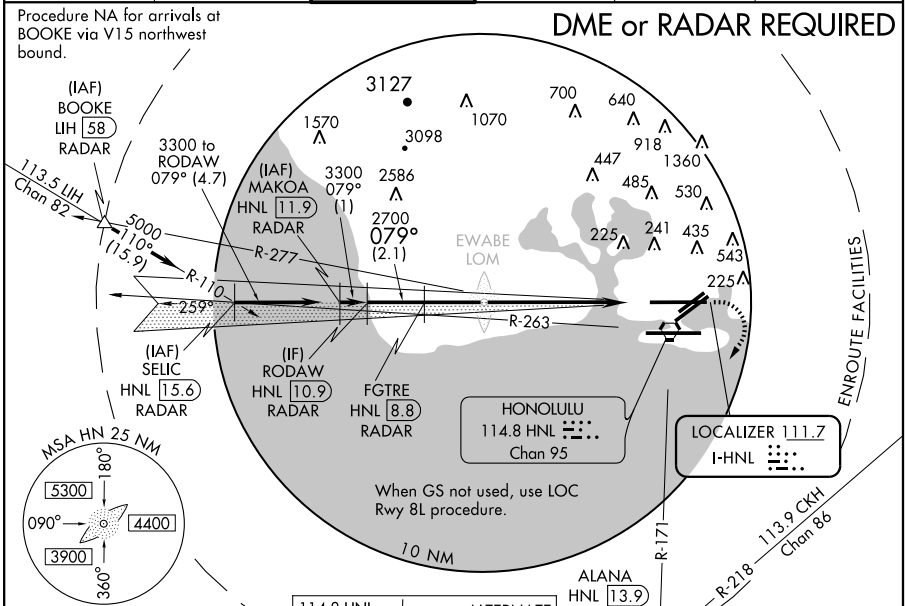 Procedure NA for arrivals at
BOOKE via V15 northwest
bound.
DME or RADAR REQUIRED
(IAF)
BOOKE
LIH 58
RADAR
113.5 LIH
Chan 82
3300 to
RODAW
079° (4.7)
(IAF)
MAKOA
HNL 11.9
RADAR
3300
079°
(1)
3127
3098
1570
1070
2586
2700
079°
(2.1)
700
640
918
1360
447
485
530
225
241
435
543
225
EWABE
LOM
5000
110°
(15.9)
R-277
R-110
259°
R-263
(IAF)
SELIC
HNL 15.6
RADAR
(IF)
RODAW
HNL 10.9
RADAR
FGTRE
HNL 8.8
RADAR
HONOLULU
114.8 HNL
Chan 95
LOCALIZER 111.7
I-HNL
ENROUTE FACILITIES
MSA HN 25 NM
180°
5300
090°
4400
3900
360°
When GS not used, use LOC
Rwy 8L procedure.
10 NM
R-171
R-218
113.9 CKH
Chan 86
ALANA
HNL 13.9